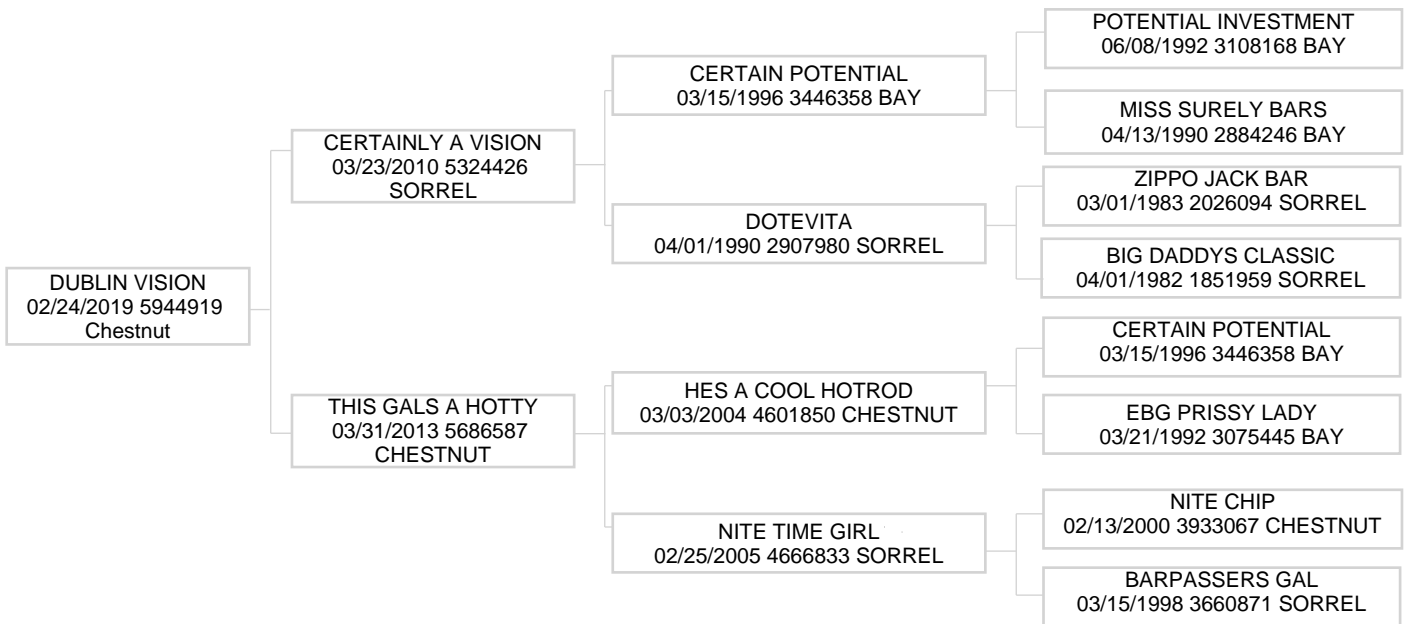 DUBLIN VISION
02/24/2019 5944919
Chestnut
CERTAINLY A VISION
03/23/2010 5324426
SORREL
THIS GALS A HOTTY
03/31/2013 5686587
CHESTNUT
CERTAIN POTENTIAL
03/15/1996 3446358 BAY
DOTEVITA
04/01/1990 2907980 SORREL
HES A COOL HOTROD
03/03/2004 4601850 CHESTNUT
NITE TIME GIRL
02/25/2005 4666833 SORREL
POTENTIAL INVESTMENT
06/08/1992 3108168 BAY
MISS SURELY BARS
04/13/1990 2884246 BAY
ZIPPO JACK BAR
03/01/1983 2026094 SORREL
BIG DADDYS CLASSIC
04/01/1982 1851959 SORREL
CERTAIN POTENTIAL
03/15/1996 3446358 BAY
EBG PRISSY LADY
03/21/1992 3075445 BAY
NITE CHIP
02/13/2000 3933067 CHESTNUT
BARPASSERS GAL
03/15/1998 3660871 SORREL